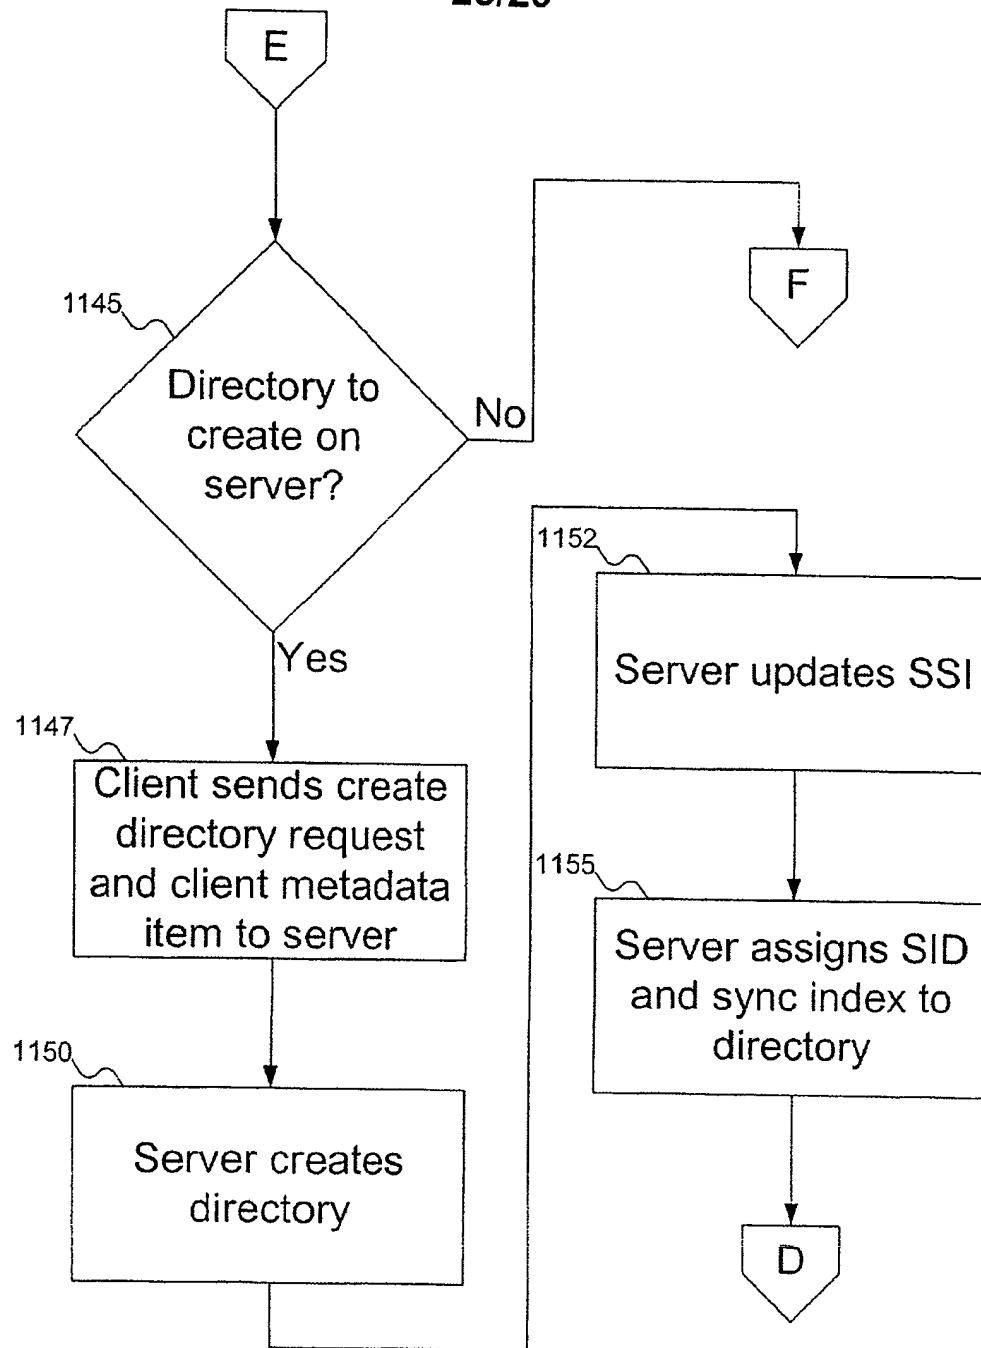 E
1145
Directory to
create on
server?
No
F
Yes
1147
Client sends create
directory request
and client metadata
item to server
1150
Server creates
directory
1152
Server updates SSI
1155
Server assigns SID
and sync index to
directory
D